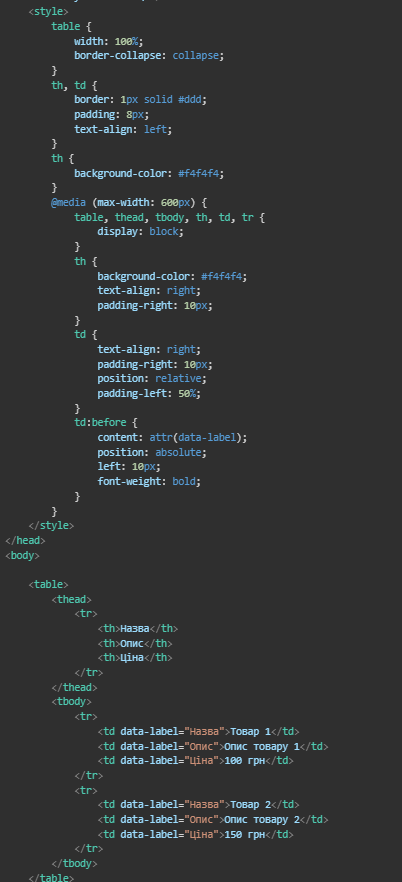 <style>
table {
width: 100%;
border-collapse: collapse;
}
th, td {
border: 1px solid #ddd;
padding: 8px;
text-align: left;
}
th {
background-color: #f4f4f4;
}
@media (max-width: 600px) {
table, thead, tbody, th, td, tr {
display: block;
}
th {
background-color: #f4f4f4;
text-align: right;
padding-right: 10px;
}
td {
text-align: right;
padding-right: 10px;
position: relative;
padding-left: 50%;
}
td:before {
content: attr(data-label);
position: absolute;
left: 10px;
font-weight: bold;
}
}
</style>
</head>
<body>
<table>
<thead>
<tr>
<th>Назва</th>
<th>Опис</th>
<th>Ціна</th>
</tr>
</thead>
<tbody>
<tr>
<td data-label="Назва">Товар 1</td>
<td data-label="Опис">Опис товару 1</td>
<td data-label="Ціна">100 грн</td>
</tr>
<tr>
<td data-label="Назва">Товар 2</td>
<td data-label="Опис">Опис товару 2</td>
<td data-label="Ціна">150 грн</td>
</tr>
</tbody>
</table>